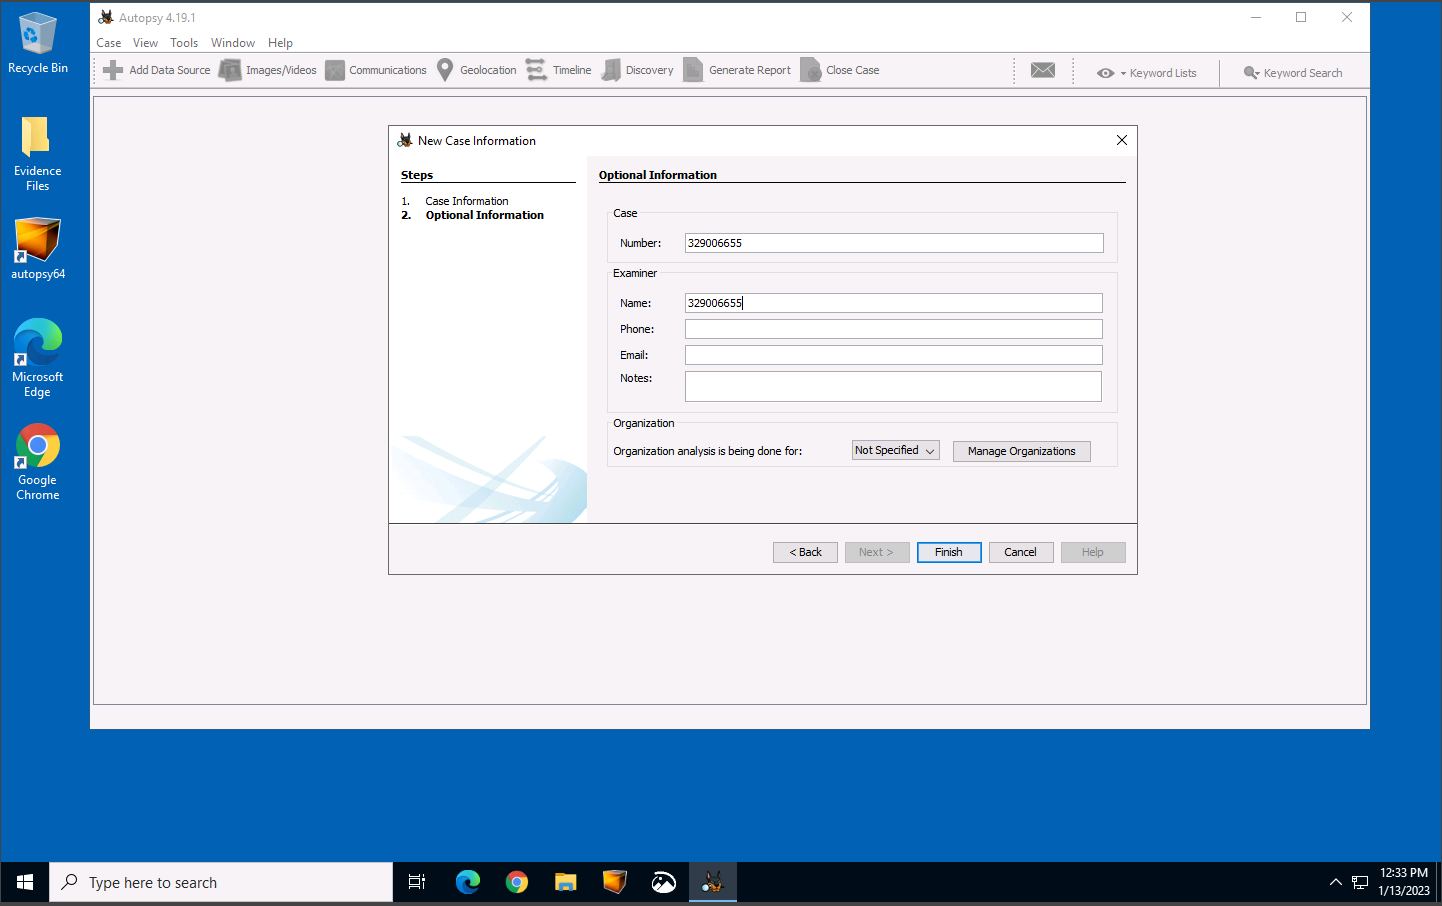 Recycle Bin
Evidence
Files
autopsy64
Microsoft
Edge
Google
Chrome
Autopsy 4.19.1
Case View Tools Window Help
Add Data Source Images/Videos Communications Geolocation Timeline Discovery Generate Report Close Case Keyword Lists Keyword Search
New Case Information
Steps
1. Case Information
2. Optional Information
Optional Information
Case
Number: 329006655
Examiner
Name: 329006655
Phone:
Email:
Notes:
Organization
Organization analysis is being done for: Not Specified Manage Organizations
< Back Next > Finish Cancel Help
Type here to search
12:33 PM
1/13/2023